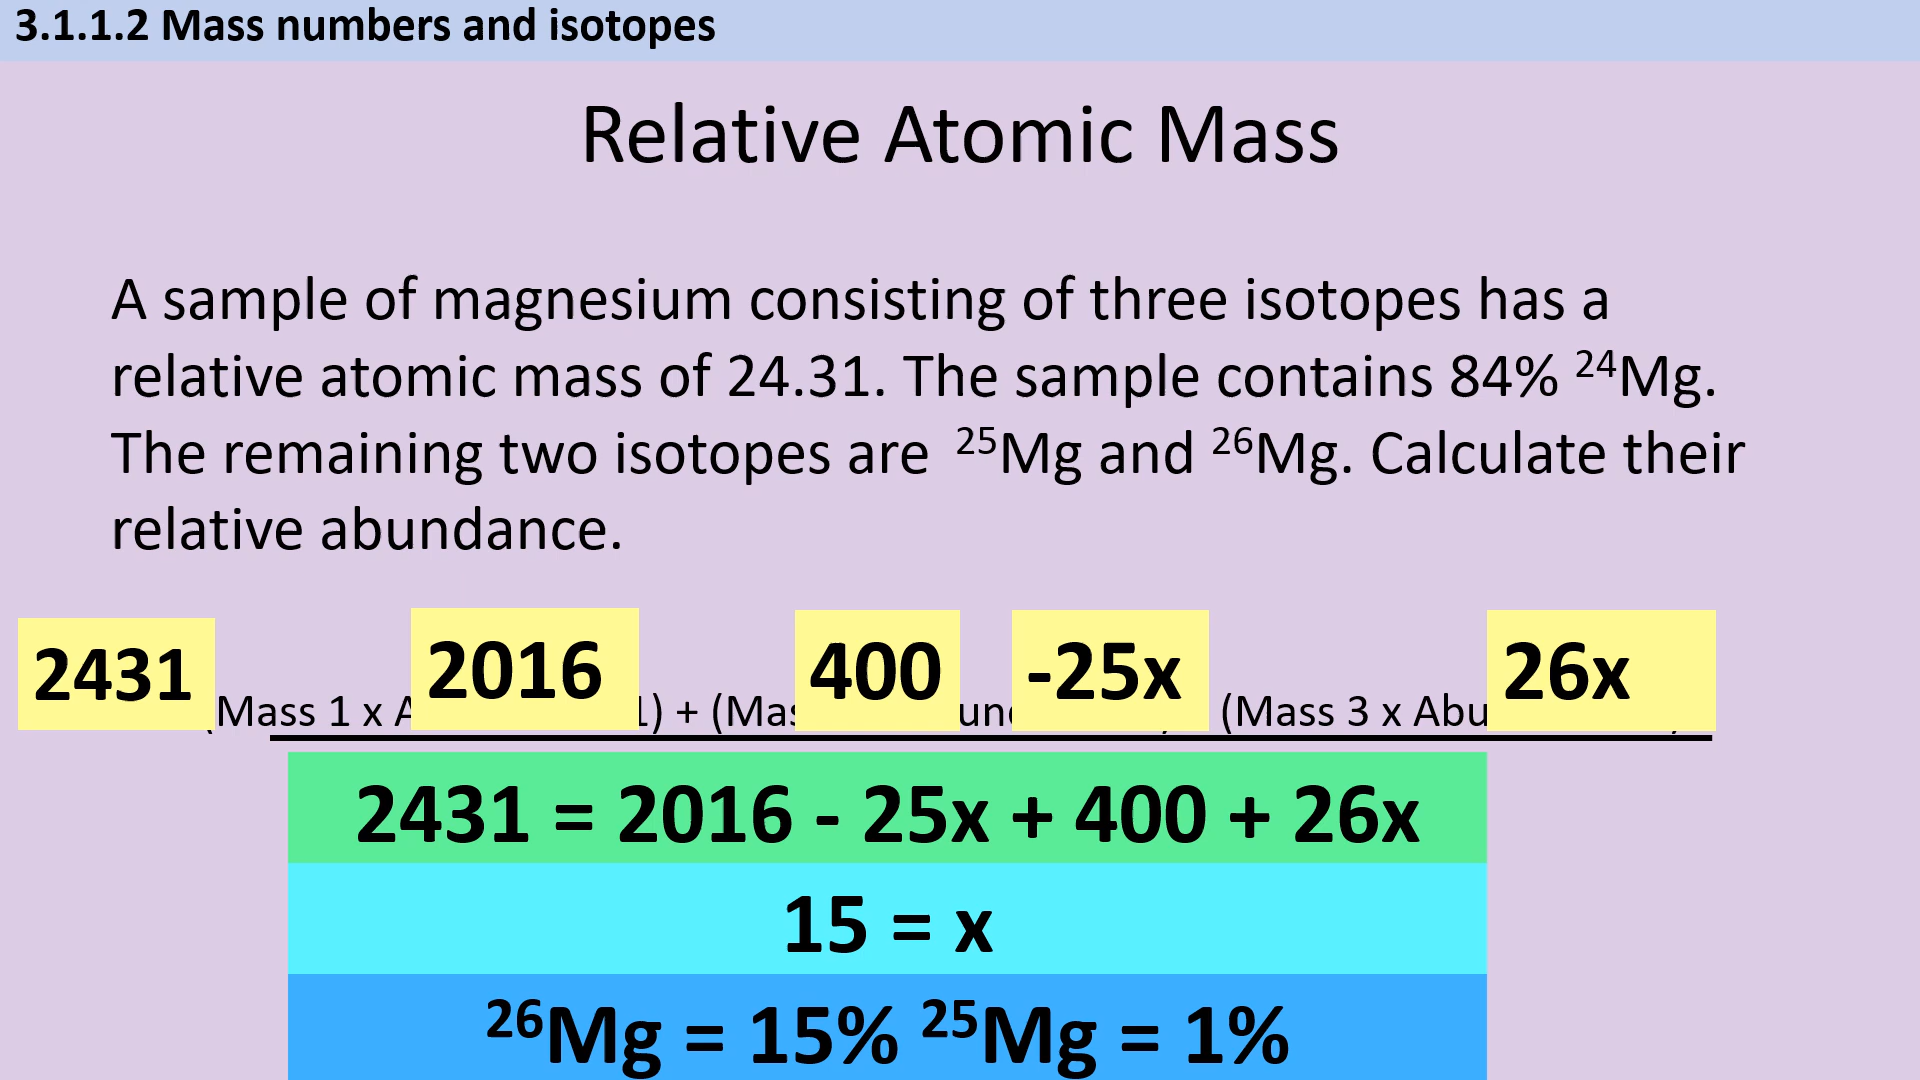 3.1.1.2 Mass numbers and isotopes
Relative Atomic Mass
A sample of magnesium consisting of three isotopes has a
relative atomic mass of 24.31. The sample contains 84% ²⁴Mg.
The remaining two isotopes are ²⁵Mg and ²⁶Mg. Calculate their
relative abundance.
2431 2016 400 -25x 26x
(Mass 1 x 1) + (Mass 3 x
2431 = 2016 - 25x + 400 + 26x
15 = x
²⁶Mg = 15% ²⁵Mg = 1%